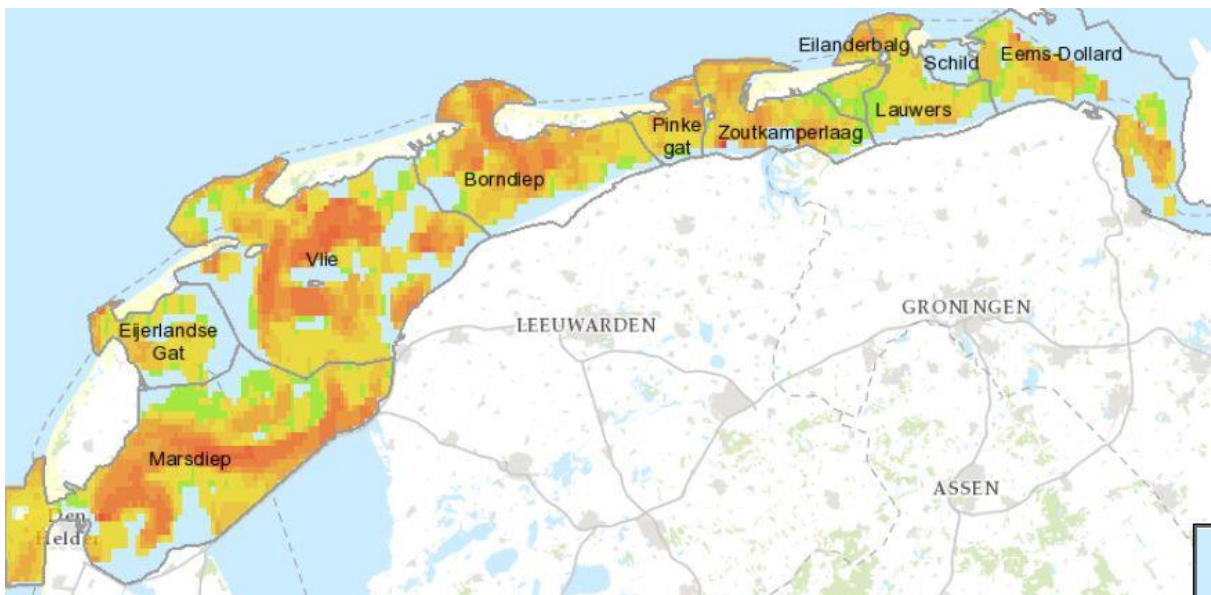 Eilanderbalg
Schild
Eems-Dollard
Lauwers
Pinke
gat
Zoutkamperlaag
Borndiep
Vlie
Eijerlandse
Gat
LEEUWARDEN
GRONINGEN
Marsdiep
ASSEN
Den
Helder